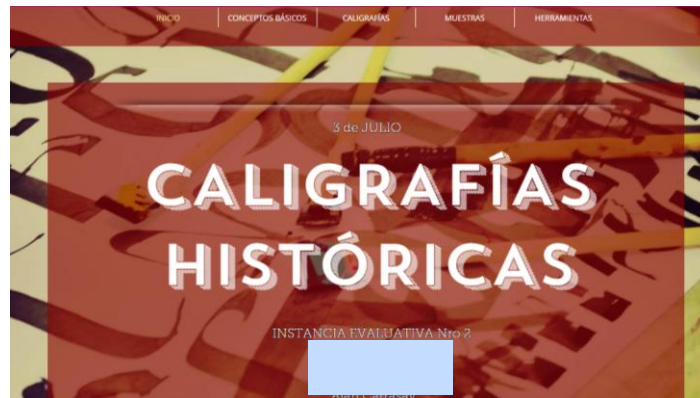 INICIO CONCEPTOS BÁSICOS CALIGRAFÍAS MUESTRAS HERRAMIENTAS
3 de JULIO
CALIGRAFÍAS
HISTÓRICAS
INSTANCIA EVALUATIVA Nro 2